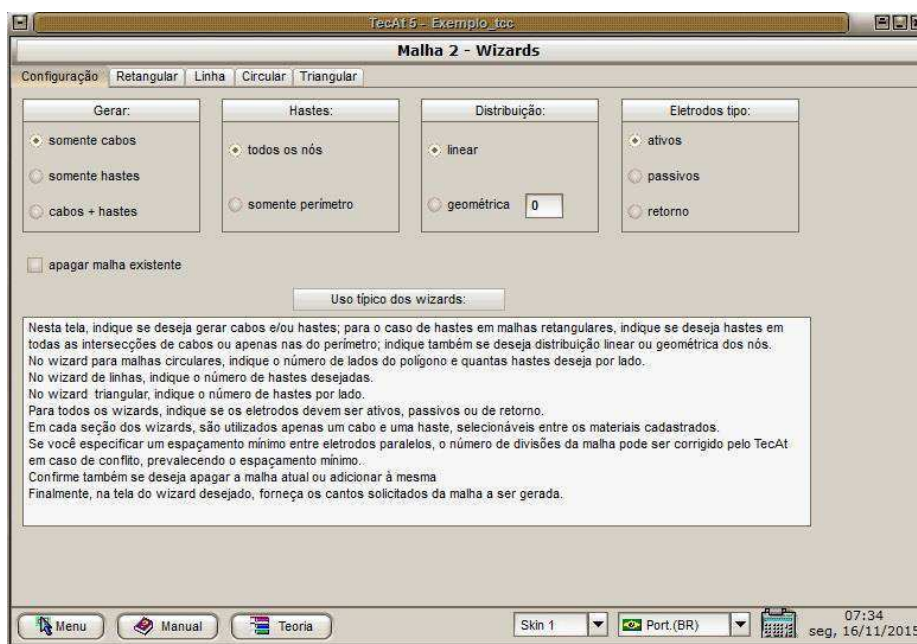 TecAt 5 - Exemplo_tcc
Malha 2 - Wizards
Configuração Retangular Linha Circular Triangular
Gerar: Hastes: Distribuição: Eletrodos tipo:
somente cabos todos os nós linear ativos
somente hastes passivos
cabos + hastes somente perímetro geométrica 0 retorno
apagar malha existente
Uso típico dos wizards:
Nesta tela, indique se deseja gerar cabos e/ou hastes; para o caso de hastes em malhas retangulares, indique se deseja hastes em
todas as intersecções de cabos ou apenas nas do perímetro; indique também se deseja distribuição linear ou geométrica dos nós.
No wizard para malhas circulares, indique o número de lados do polígono e quantas hastes deseja por lado.
No wizard de linhas, indique o número de hastes desejadas.
No wizard triangular, indique o número de hastes por lado.
Para todos os wizards, indique se os eletrodos devem ser ativos, passivos ou de retorno.
Em cada seção dos wizards, são utilizados apenas um cabo e uma haste, selecionáveis entre os materiais cadastrados.
Se você especificar um espaçamento mínimo entre eletrodos paralelos, o número de divisões da malha pode ser corrigido pelo TecAt
em caso de conflito, prevalecendo o espaçamento mínimo.
Confirme também se deseja apagar a malha atual ou adicionar à mesma
Finalmente, na tela do wizard desejado, forneça os cantos solicitados da malha a ser gerada.
Menu Manual Teoria Skin 1 Port.(BR) 07:34
seg, 16/11/2015